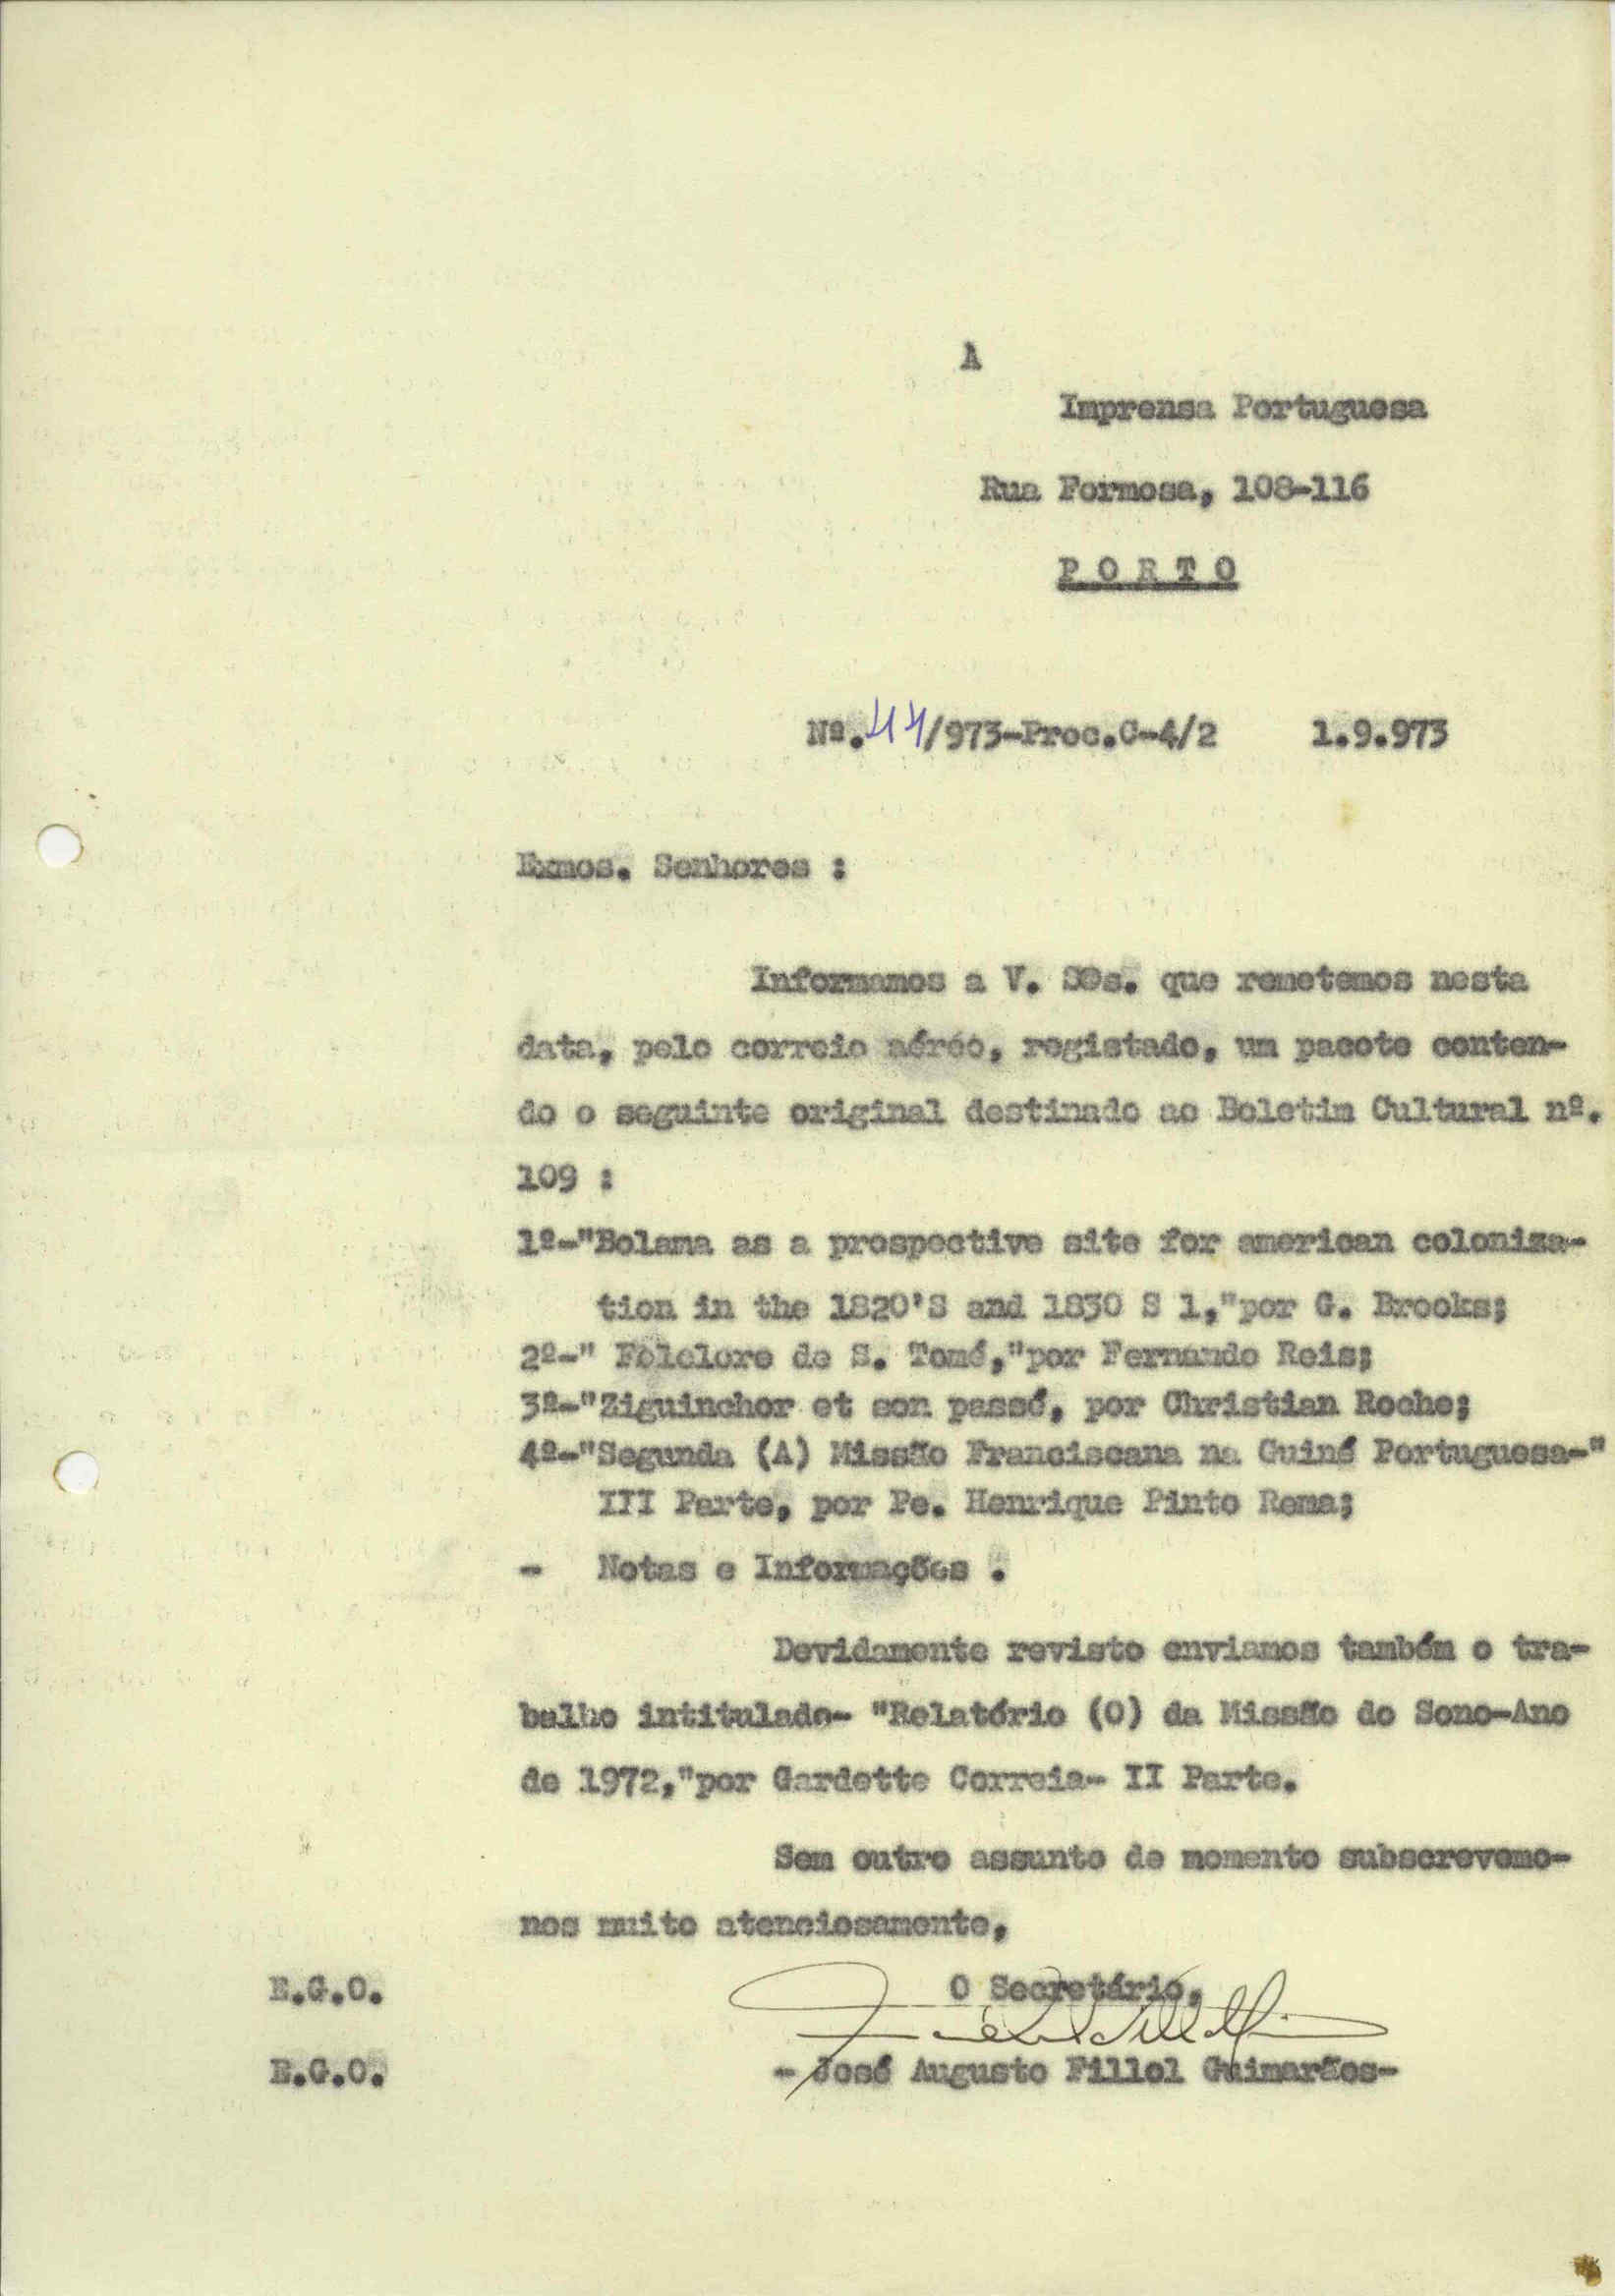 A
Imprensa Portuguesa
Rua Formosa, 108-116
P O R T O
Nº.44/973-Proc.C-4/2 1.9.973
Exmos. Senhores :
Informamos a V. Sªs. que remetemos nesta
data, pelo correio aéreo, registado, um pacote conten-
do o seguinte original destinado ao Boletim Cultural nº.
109 :
1º-"Bolama as a prospective site for american coloniza-
tion in the 1820'S and 1830 S 1,"por G. Brooks;
2º-" Folclore de S. Tomé,"por Fernando Reis;
3º-"Ziguinchor et son passé, por Christian Roche;
4º-"Segunda (A) Missão Franciscana na Guiné Portuguesa-"
III Parte, por Pe. Henrique Pinto Rema;
- Notas e Informações .
Devidamente revisto enviamos também o tra-
balho intitulado- "Relatório (O) da Missão do Sono-Ano
de 1972,"por Gardette Correia- II Parte.
Sem outro assunto de momento subscrevemo-
nos muito atenciosamente,
E.G.O. O Secretário,
E.G.O. - José Augusto Fillol Guimarães-